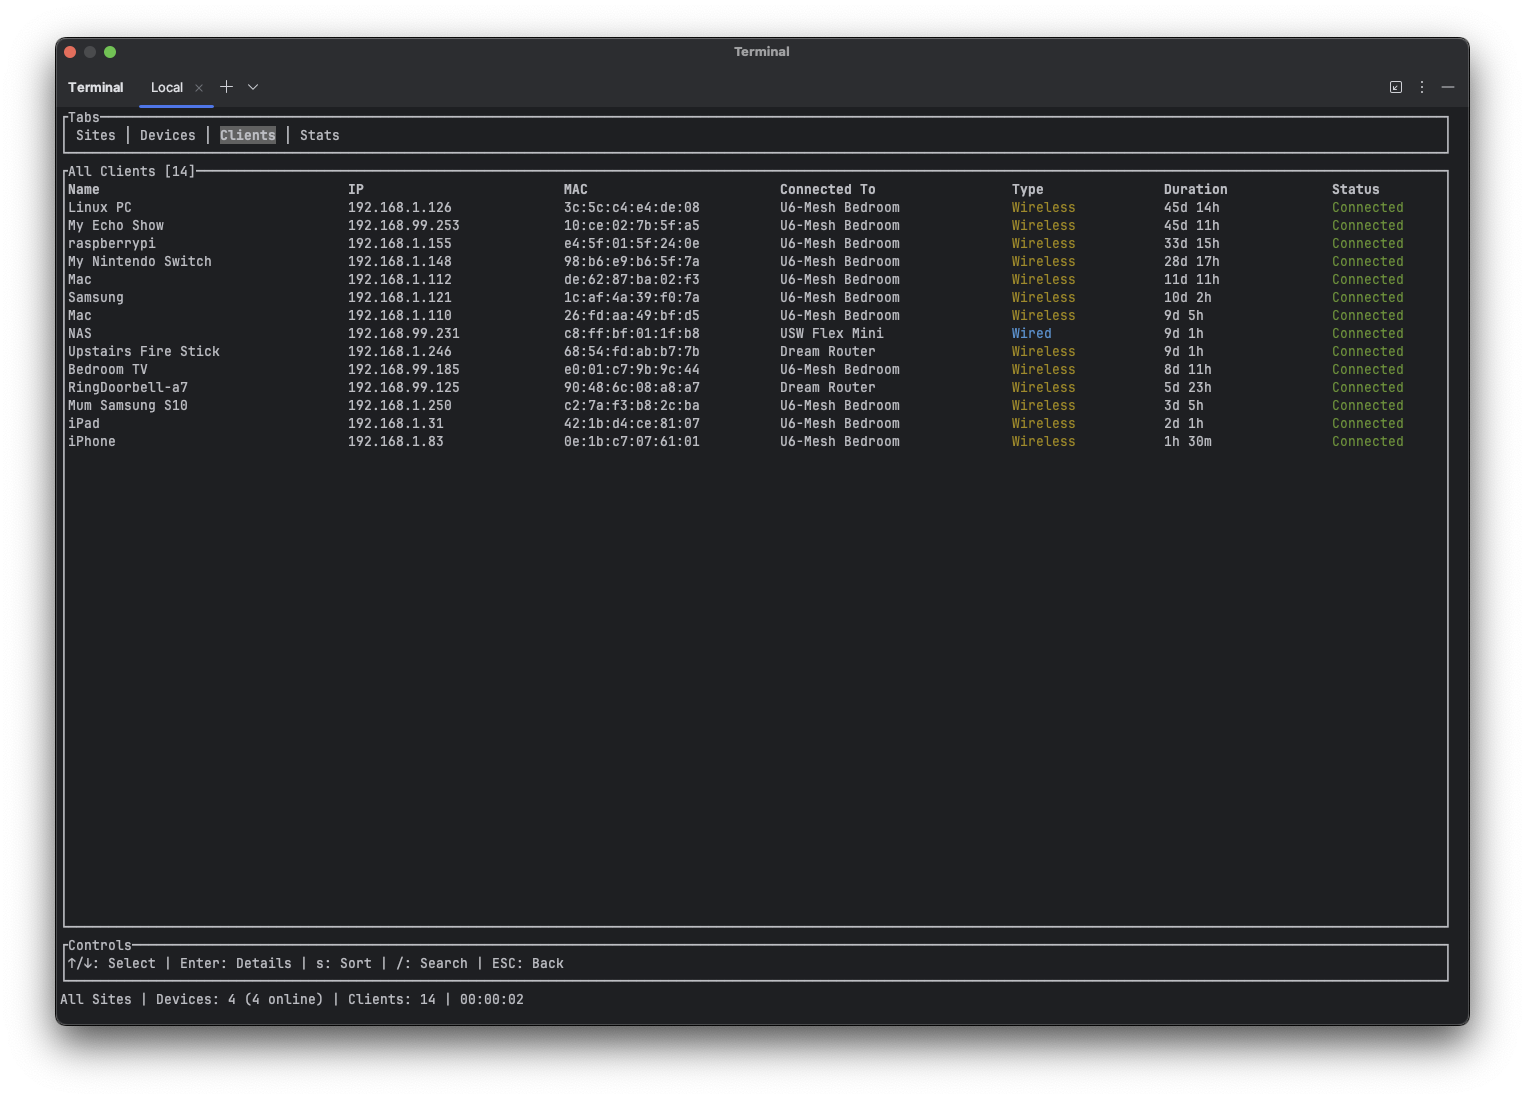 Terminal
Terminal Local
Tabs
Sites | Devices | Clients | Stats
All Clients [14]
Name IP MAC Connected To Type Duration Status
Linux PC 192.168.1.126 3c:5c:c4:e4:de:08 U6-Mesh Bedroom Wireless 45d 14h Connected
My Echo Show 192.168.99.253 10:ce:02:7b:5f:a5 U6-Mesh Bedroom Wireless 45d 11h Connected
raspberrypi 192.168.1.155 e4:5f:01:5f:24:0e U6-Mesh Bedroom Wireless 33d 15h Connected
My Nintendo Switch 192.168.1.148 98:b6:e9:b6:5f:7a U6-Mesh Bedroom Wireless 28d 17h Connected
Mac 192.168.1.112 de:62:87:ba:02:f3 U6-Mesh Bedroom Wireless 11d 11h Connected
Samsung 192.168.1.121 1c:af:4a:39:f0:7a U6-Mesh Bedroom Wireless 10d 2h Connected
Mac 192.168.1.110 26:fd:aa:49:bf:d5 U6-Mesh Bedroom Wireless 9d 5h Connected
NAS 192.168.99.231 c8:ff:bf:01:1f:b8 USW Flex Mini Wired 9d 1h Connected
Upstairs Fire Stick 192.168.1.246 68:54:fd:ab:b7:7b Dream Router Wireless 9d 1h Connected
Bedroom TV 192.168.99.185 e0:01:c7:9b:9c:44 U6-Mesh Bedroom Wireless 8d 11h Connected
RingDoorbell-a7 192.168.99.125 90:48:6c:08:a8:a7 Dream Router Wireless 5d 23h Connected
Mum Samsung S10 192.168.1.250 c2:7a:f3:b8:2c:ba U6-Mesh Bedroom Wireless 3d 5h Connected
iPad 192.168.1.31 42:1b:d4:ce:81:07 U6-Mesh Bedroom Wireless 2d 1h Connected
iPhone 192.168.1.83 0e:1b:c7:07:61:01 U6-Mesh Bedroom Wireless 1h 30m Connected
Controls
↑/↓: Select | Enter: Details | s: Sort | /: Search | ESC: Back
All Sites | Devices: 4 (4 online) | Clients: 14 | 00:00:02